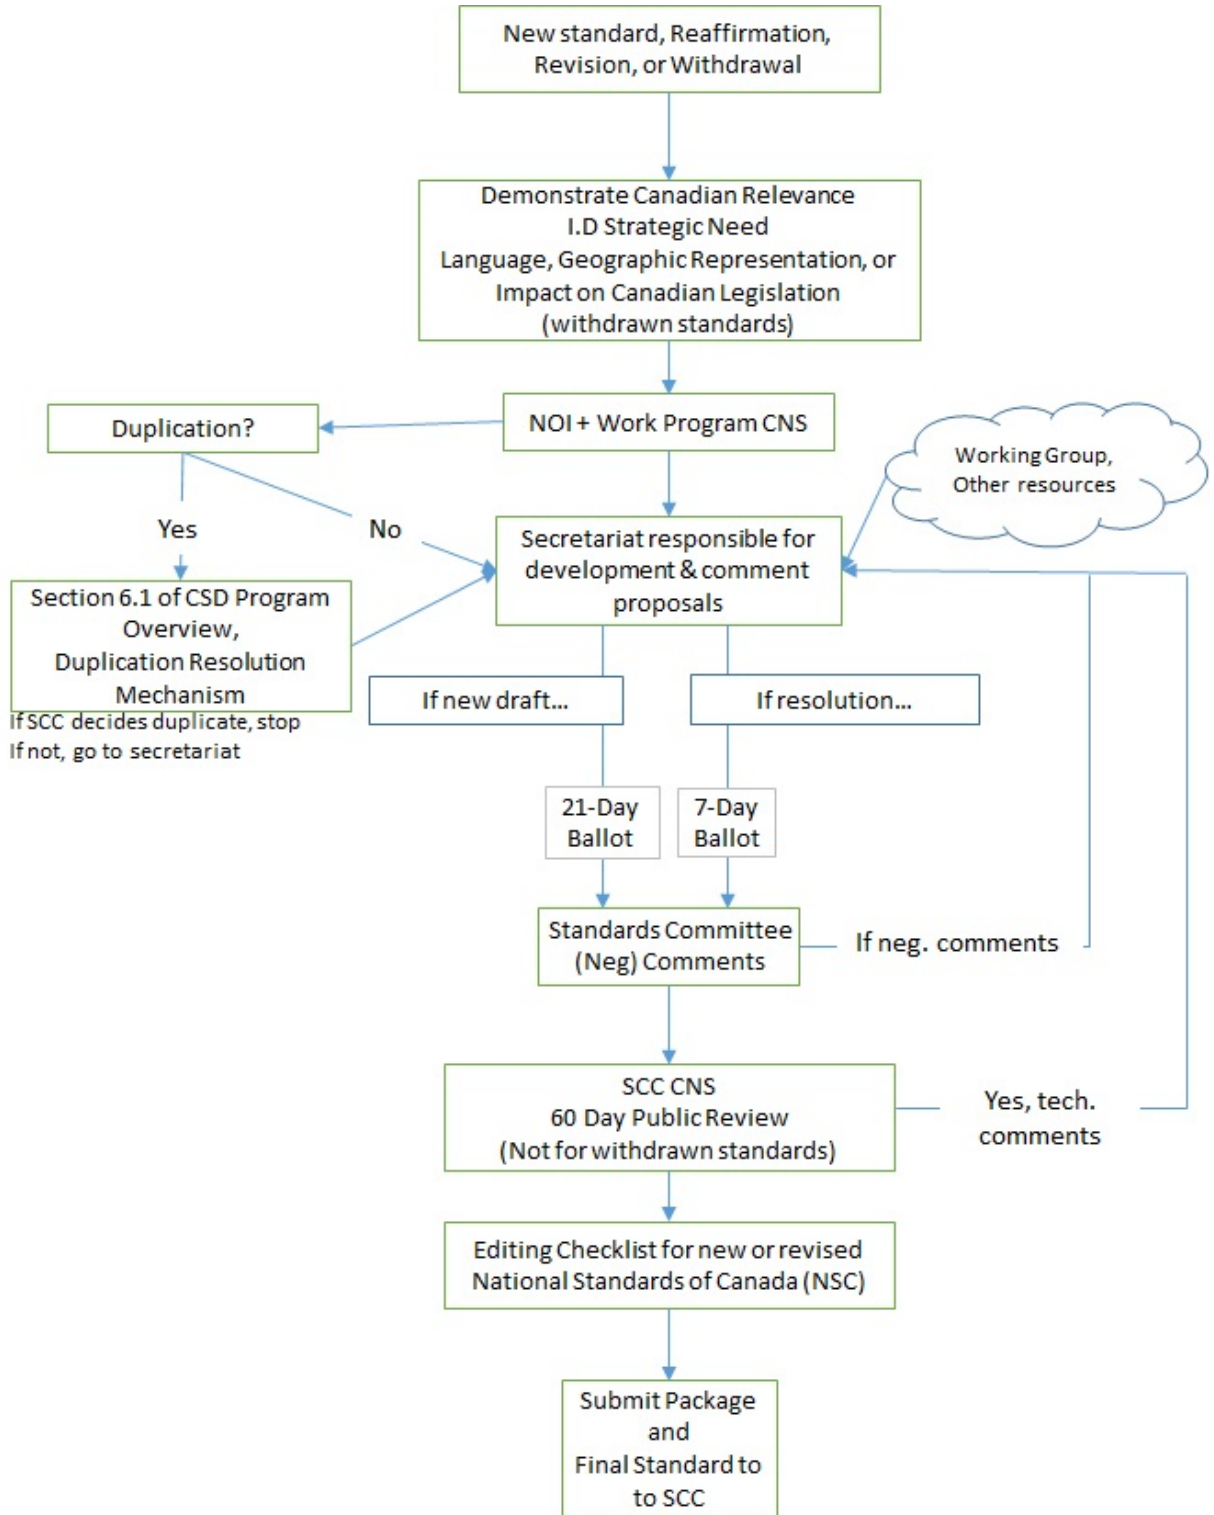 New standard, Reaffirmation,
Revision, or Withdrawal
Demonstrate Canadian Relevance
I.D Strategic Need
Language, Geographic Representation, or
Impact on Canadian Legislation
(withdrawn standards)
Duplication?
NOI + Work Program CNS
Working Group,
Other resources
Yes
No
Secretariat responsible for
development & comment
proposals
Section 6.1 of CSD Program
Overview,
Duplication Resolution
Mechanism
If SCC decides duplicate, stop
If not, go to secretariat
If new draft...
If resolution...
21-Day
Ballot
7-Day
Ballot
Standards Committee
(Neg) Comments
If neg. comments
SCC CNS
60 Day Public Review
(Not for withdrawn standards)
Yes, tech.
comments
Editing Checklist for new or revised
National Standards of Canada (NSC)
Submit Package
and
Final Standard to
to SCC